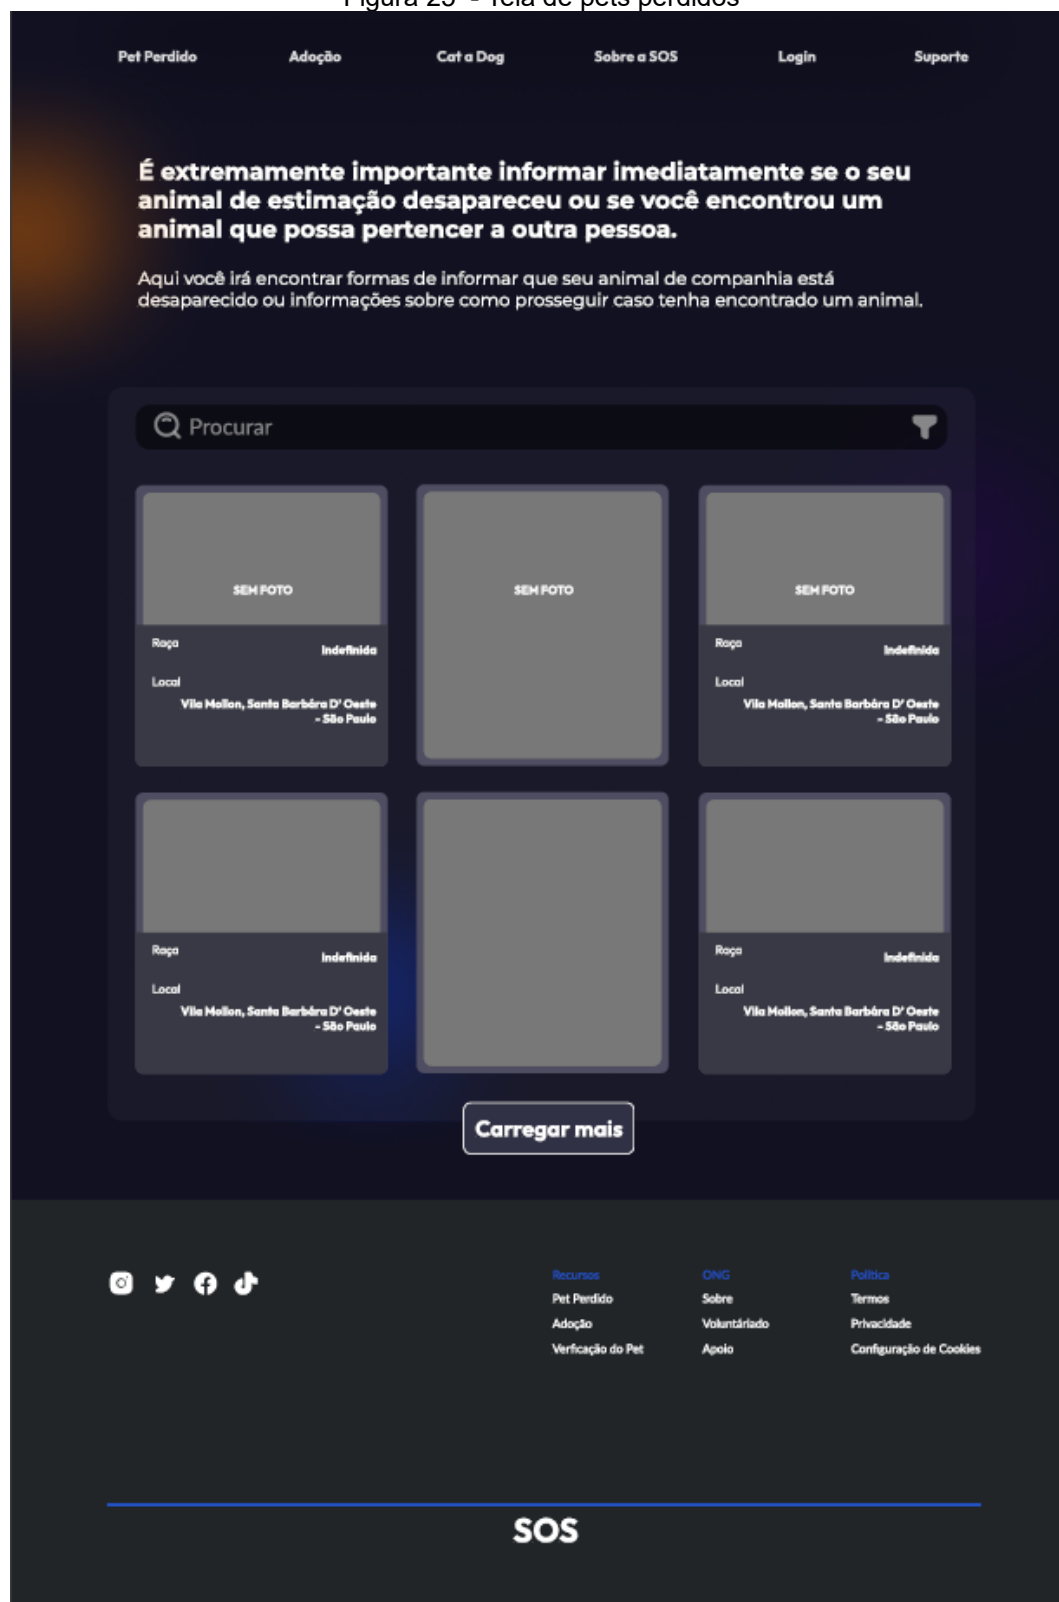 Figura 25 - Tela de pets perdidos
Pet Perdido Adoção Cat a Dog Sobre a SOS Login Suporte
É extremamente importante informar imediatamente se o seu
animal de estimação desapareceu ou se você encontrou um
animal que possa pertencer a outra pessoa.
Aqui você irá encontrar formas de informar que seu animal de companhia está
desaparecido ou informações sobre como prosseguir caso tenha encontrado um animal.
Procurar
SEM FOTO
Raça
Indefinida
Local
Vila Mollon, Santa Barbára D' Oeste
- São Paulo
SEM FOTO
SEM FOTO
Raça
Indefinida
Local
Vila Mollon, Santa Barbára D' Oeste
- São Paulo
Raça
Indefinida
Local
Vila Mollon, Santa Barbára D' Oeste
- São Paulo
Raça
Indefinida
Local
Vila Mollon, Santa Barbára D' Oeste
- São Paulo
Carregar mais
Recursos
Pet Perdido
Adoção
Verficação do Pet
ONG
Sobre
Voluntáriado
Apoio
Política
Termos
Privacidade
Configuração de Cookies
SOS